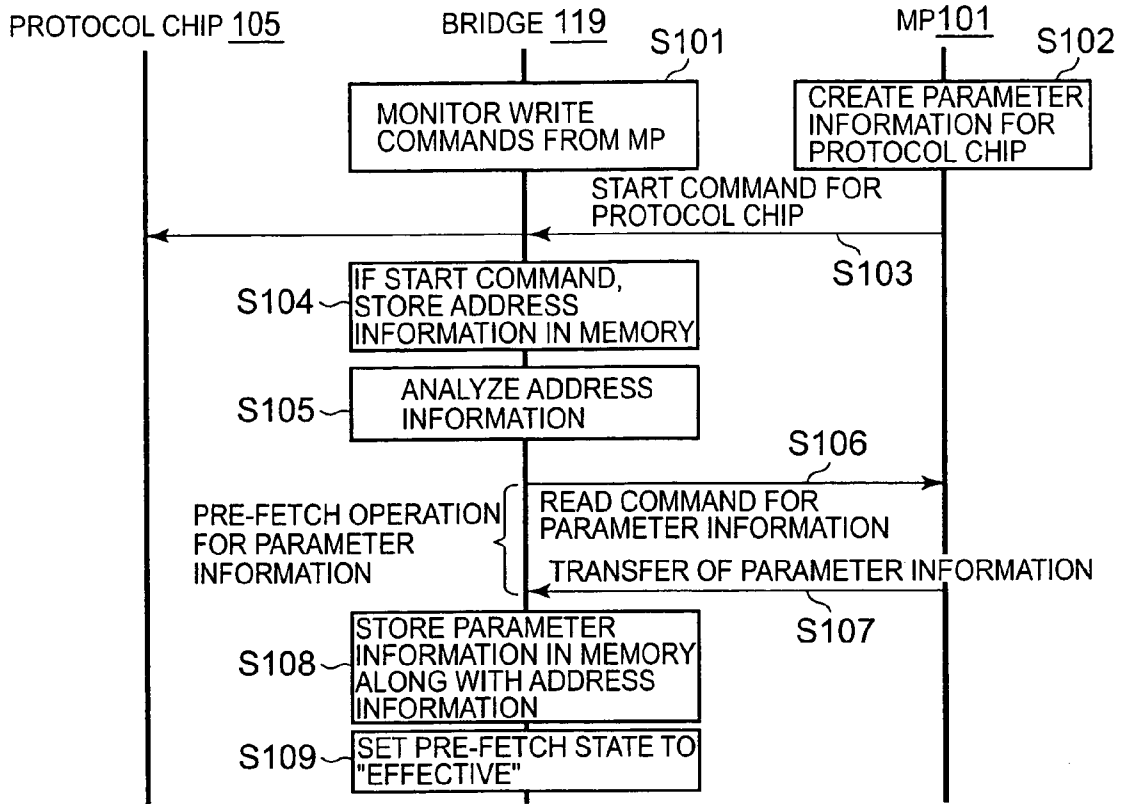 PROTOCOL CHIP 105
BRIDGE 119
MP101
S101
S102
MONITOR WRITE
COMMANDS FROM MP
CREATE PARAMETER
INFORMATION FOR
PROTOCOL CHIP
START COMMAND FOR
PROTOCOL CHIP
S103
S104
IF START COMMAND,
STORE ADDRESS
INFORMATION IN MEMORY
S105
ANALYZE ADDRESS
INFORMATION
S106
READ COMMAND FOR
PARAMETER INFORMATION
PRE-FETCH OPERATION
FOR PARAMETER
INFORMATION
TRANSFER OF PARAMETER INFORMATION
S107
S108
STORE PARAMETER
INFORMATION IN MEMORY
ALONG WITH ADDRESS
INFORMATION
S109
SET PRE-FETCH STATE TO
"EFFECTIVE"